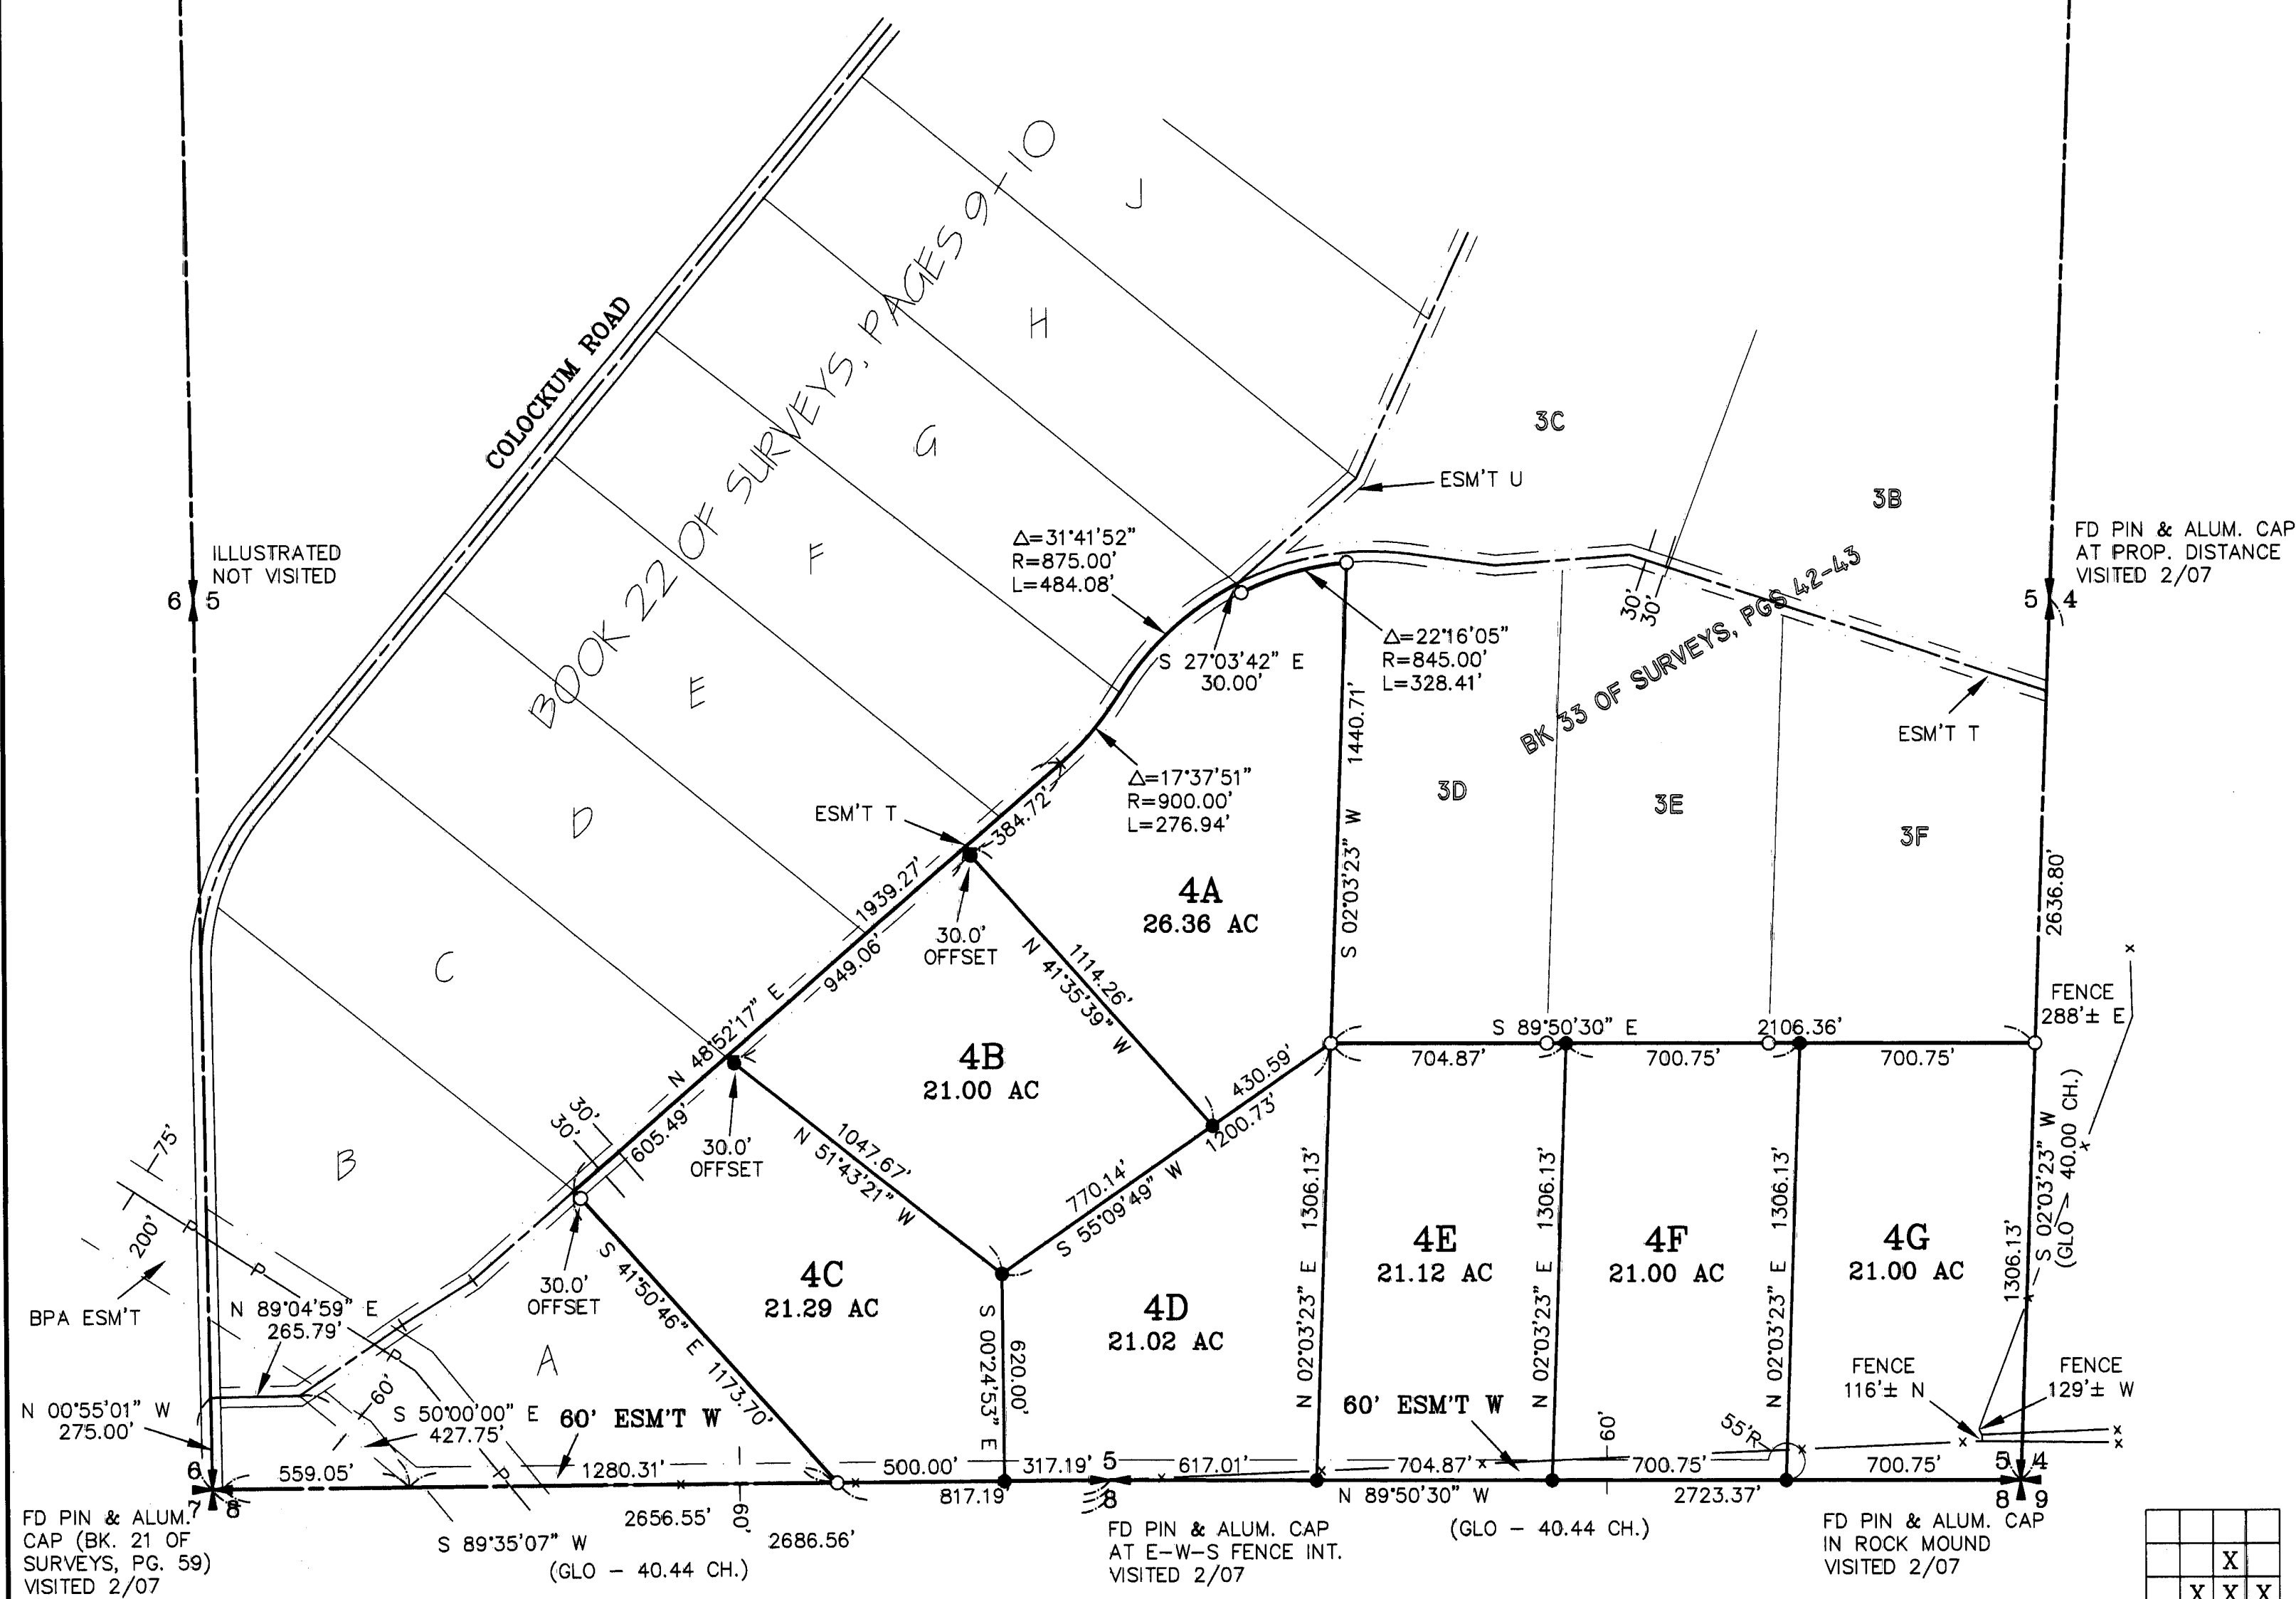 COLOCKUM ROAD
BOOK 22 OF SURVEYS, PAGES 9-10
J
H
G
F
E
D
C
B
A
ILLUSTRATED
NOT VISITED
6 5
Δ=31°41'52"
R=875.00'
L=484.08'
ESM'T U
3C
3B
FD PIN & ALUM. CAP
AT PROP. DISTANCE
VISITED 2/07
5 4
30'
30'
BK 33 OF SURVEYS, PGS 42-43
S 27°03'42" E
30.00'
Δ=22°16'05"
R=845.00'
L=328.41'
ESM'T T
1440.71'
S 02°03'23" W
3D
3E
3F
Δ=17°37'51"
R=900.00'
L=276.94'
ESM'T T
384.72'
1939.27'
N 48°52'17" E
949.06'
605.49'
30'
30'
30.0'
OFFSET
4A
26.36 AC
1114.26'
N 41°35'39" W
4B
21.00 AC
430.59'
1200.73'
770.14'
S 55°09'49" W
30.0'
OFFSET
1047.67'
N 51°43'21" W
2636.80'
FENCE
288'± E
S 02°03'23" W
(GLO - 40.00 CH.)
S 89°50'30" E
2106.36'
704.87'
700.75'
700.75'
75'
200'
P
P
P
P
BPA ESM'T
30.0'
OFFSET
S 41°50'46" E
1173.70'
4C
21.29 AC
S 00°24'53" E
620.00'
4D
21.02 AC
N 02°03'23" E 1306.13'
4E
21.12 AC
N 02°03'23" E 1306.13'
4F
21.00 AC
N 02°03'23" E 1306.13'
4G
21.00 AC
1306.13'
N 89°04'59" E
265.79'
N 00°55'01" W
275.00'
60'
S 50°00'00" E
427.75'
60' ESM'T W
60' ESM'T W
60'
55'R
FENCE
116'± N
FENCE
129'± W
6
7 8
559.05'
1280.31'
500.00'
317.19'
5
8
617.01'
704.87'
700.75'
700.75'
5 4
8 9
817.19
N 89°50'30" W
2723.37'
2656.55'
60'
2686.56'
S 89°35'07" W
(GLO - 40.44 CH.)
(GLO - 40.44 CH.)
FD PIN & ALUM.
CAP (BK. 21 OF
SURVEYS, PG. 59)
VISITED 2/07
FD PIN & ALUM. CAP
AT E-W-S FENCE INT.
VISITED 2/07
FD PIN & ALUM. CAP
IN ROCK MOUND
VISITED 2/07
X
X X X